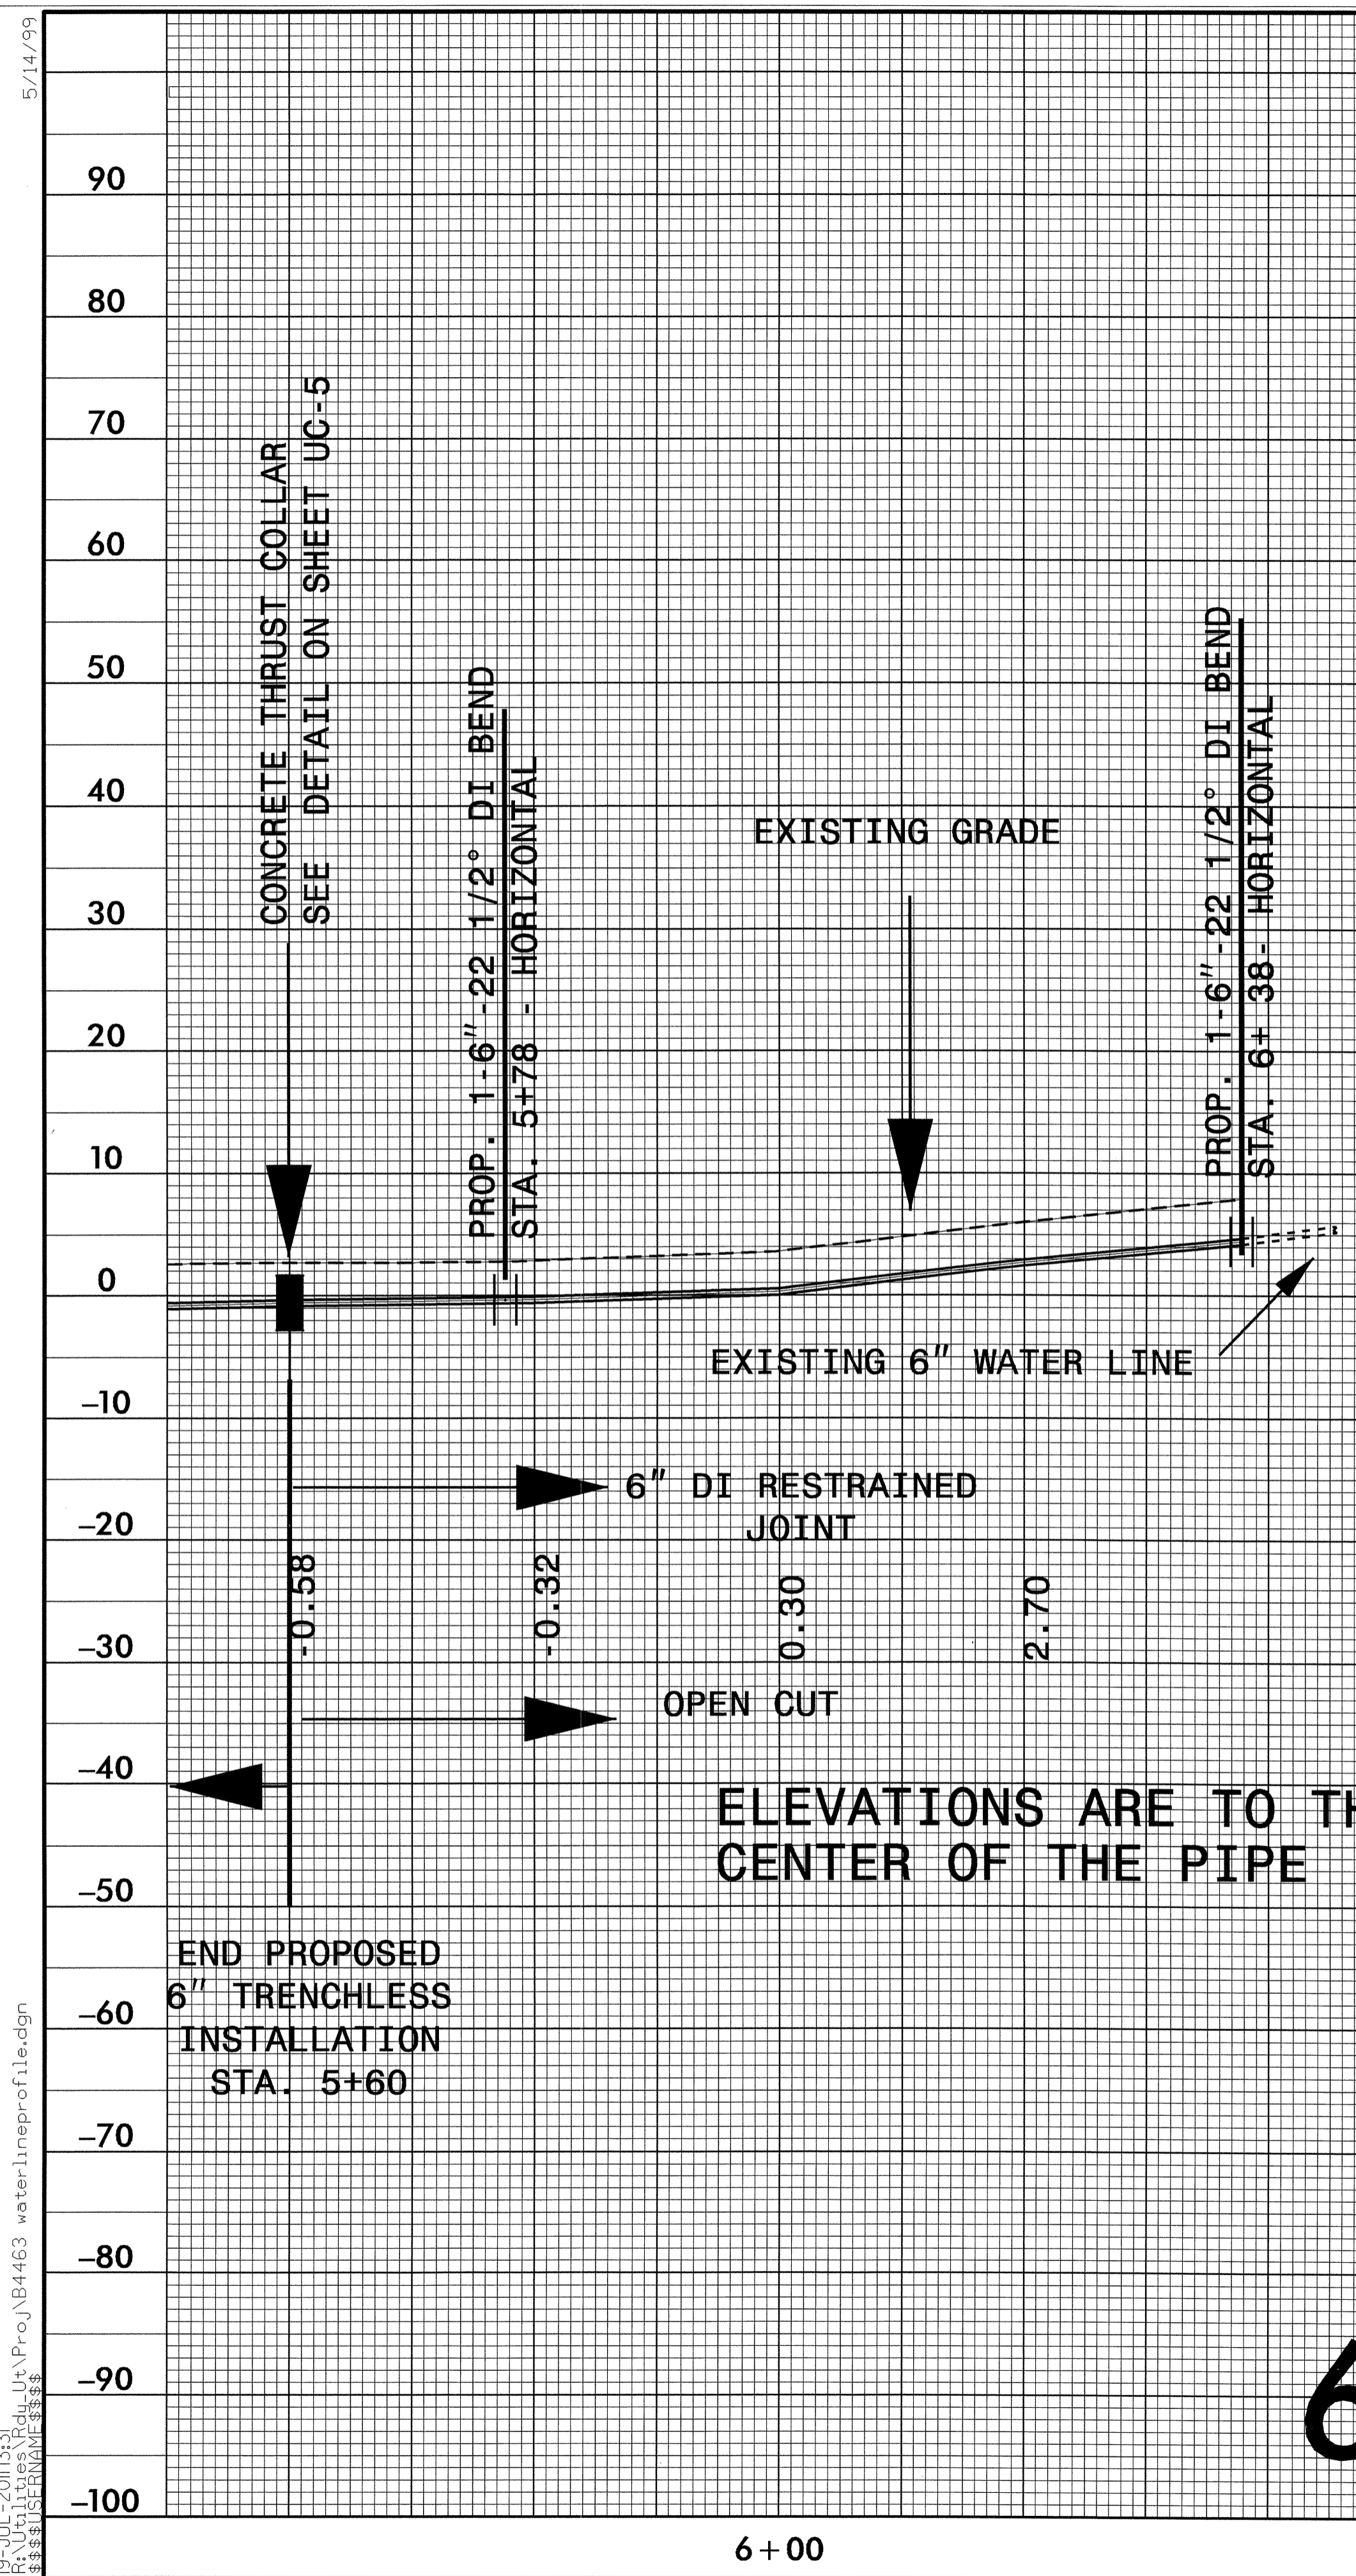 5/14/99
90
80
70
60
50
40
30
20
10
0
–10
–20
–30
–40
–50
–60
–70
–80
–90
–100
CONCRETE THRUST COLLAR
SEE DETAIL ON SHEET UC-5
PROP. 1-6"-22 1/2° DI BEND
STA. 5+78 - HORIZONTAL
EXISTING GRADE
PROP. 1-6"-22 1/2° DI BEND
STA. 6+ 38- HORIZONTAL
EXISTING 6" WATER LINE
6" DI RESTRAINED
JOINT
-0.58
-0.32
0.30
2.70
OPEN CUT
ELEVATIONS ARE TO
CENTER OF THE PIPE
END PROPOSED
6" TRENCHLESS
INSTALLATION
STA. 5+60
6
6+00
R:\Utilities\Rdy_Ut\Proj\B4463 waterlineprofile.dgn
$$$$USERNAME$$$$